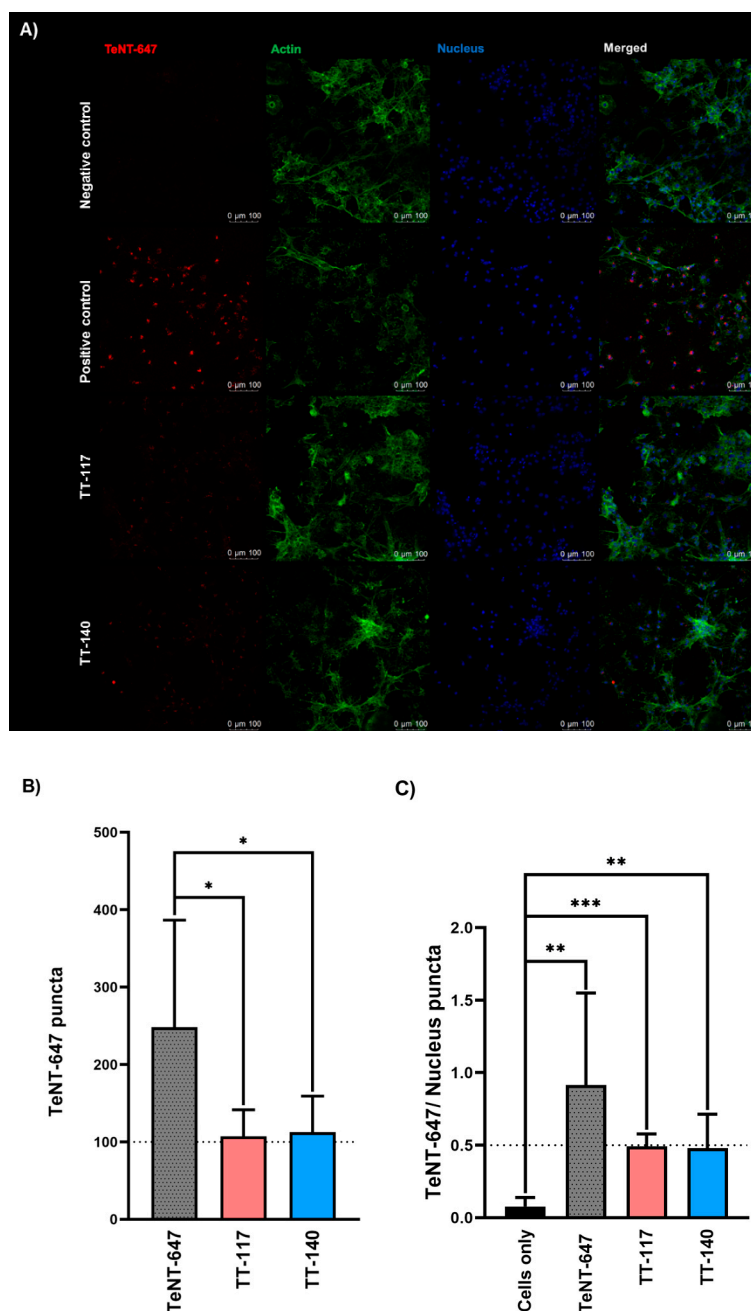 A)
TeNT-647 Actin Nucleus Merged
Negative control
0 µm 100 0 µm 100 0 µm 100 0 µm 100
Positive control
0 µm 100 0 µm 100 0 µm 100 0 µm 100
TT-117
0 µm 100 0 µm 100 0 µm 100 0 µm 100
TT-140
0 µm 100 0 µm 100 0 µm 100 0 µm 100
B)
TeNT-647 puncta
500
400
300
200
100
0
*
*
TeNT-647
TT-117
TT-140
C)
TeNT-647/ Nucleus puncta
2.0
1.5
1.0
0.5
0.0
**
***
**
Cells only
TeNT-647
TT-117
TT-140